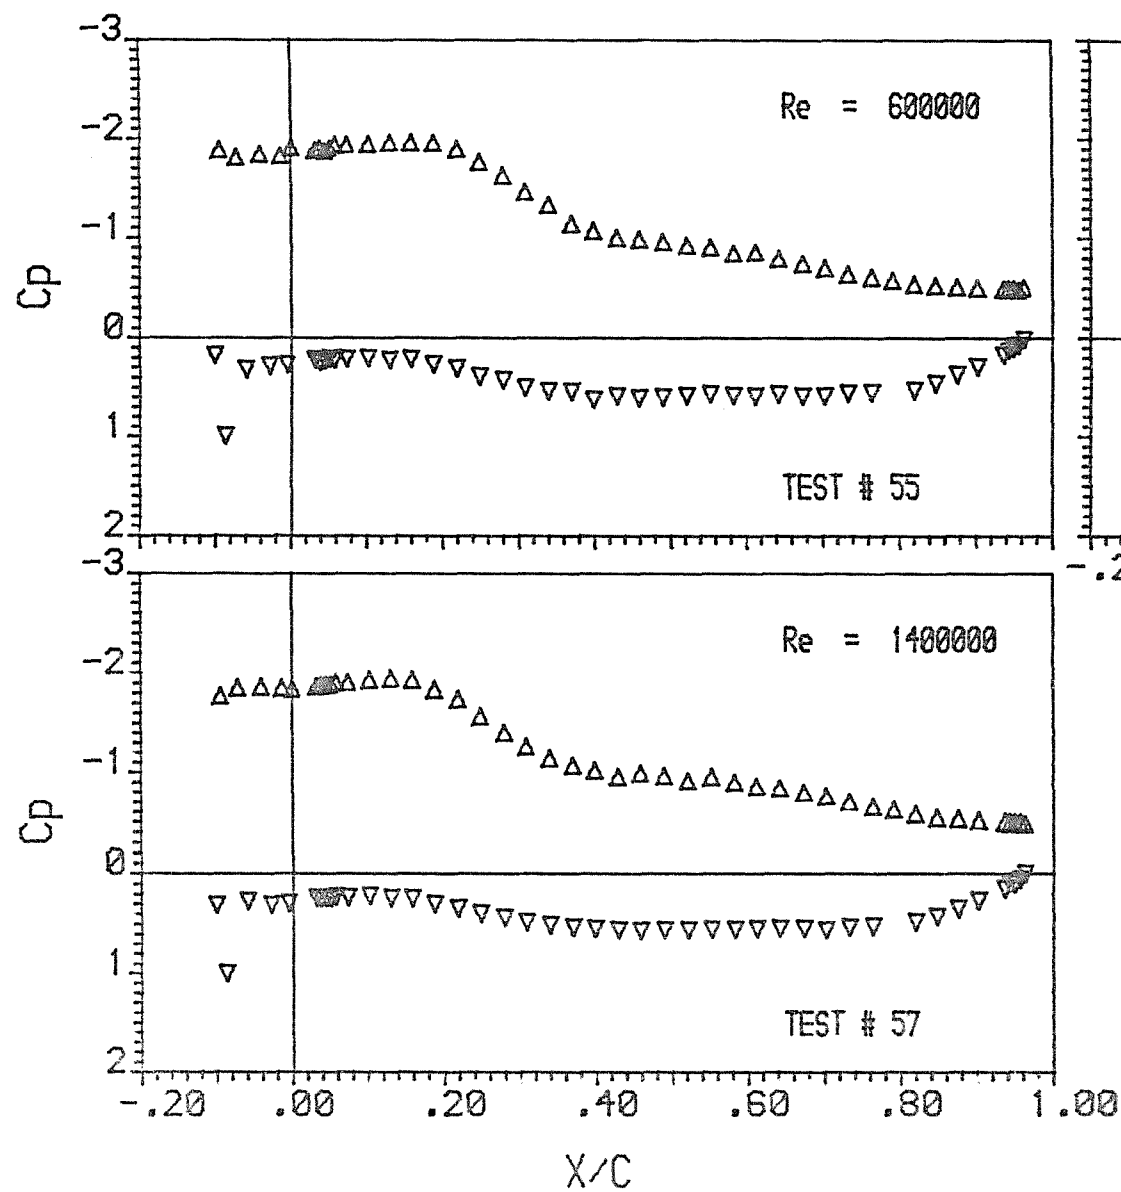 -3
Re = 600000
-2
-1
Cp
0
1
TEST # 55
2
-3
-.2
Re = 1400000
-2
-1
Cp
0
1
TEST # 57
2
-.20 .00 .20 .40 .60 .80 1.00
X/C